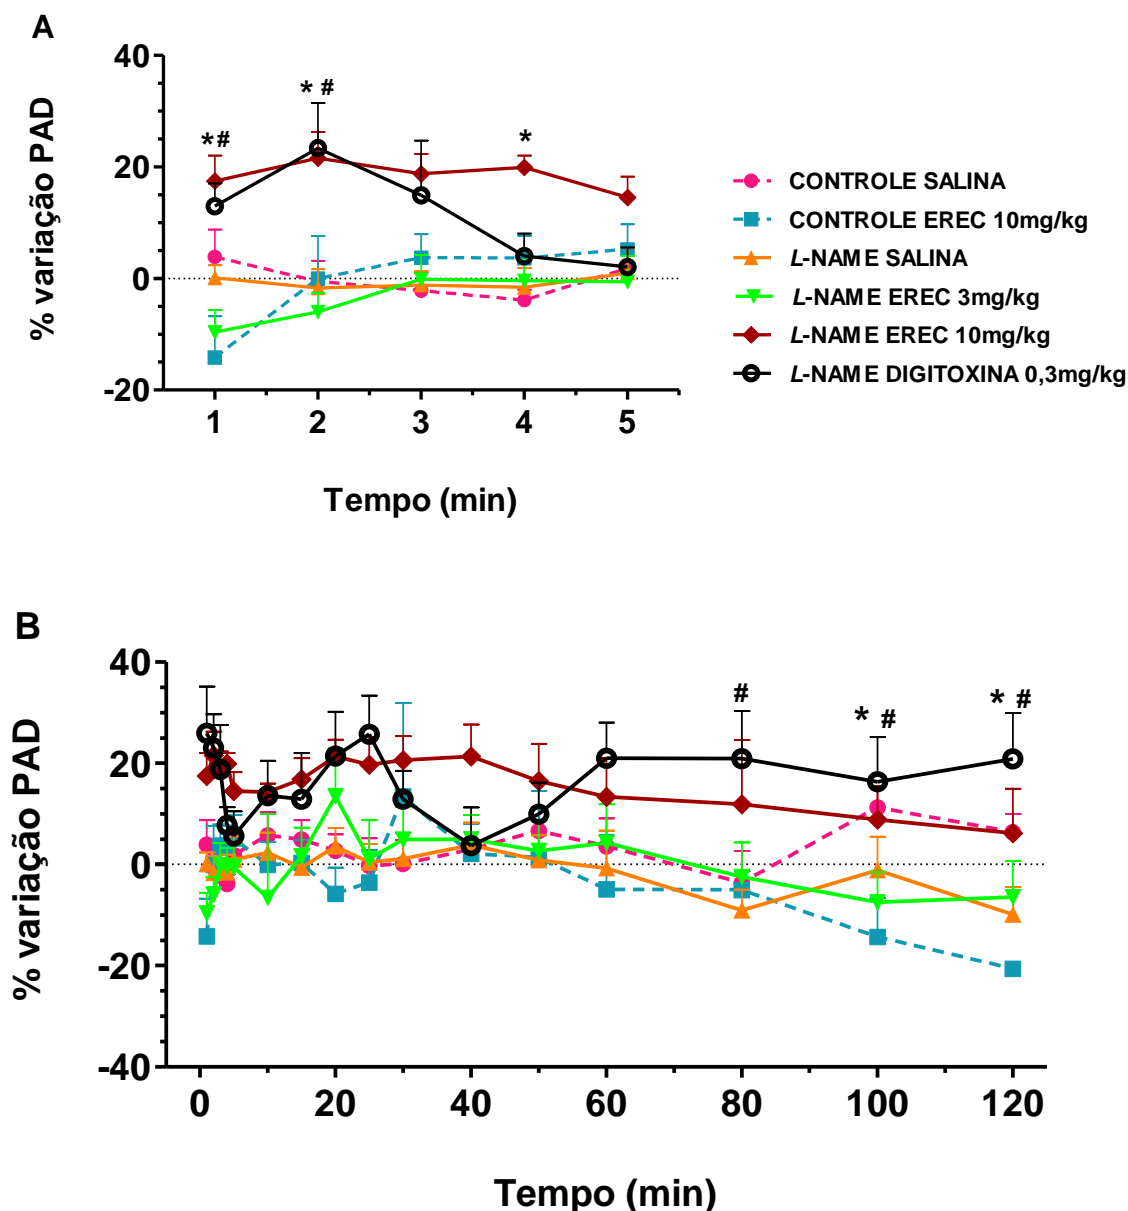 A
% variação PAD
40
20
0
-20
*#
* #
*
1 2 3 4 5
Tempo (min)
CONTROLE SALINA
CONTROLE EREC 10mg/kg
L-NAME SALINA
L-NAME EREC 3mg/kg
L-NAME EREC 10mg/kg
L-NAME DIGITOXINA 0,3mg/kg
B
% variação PAD
40
20
0
-20
-40
#
* #
* #
0 20 40 60 80 100 120
Tempo (min)